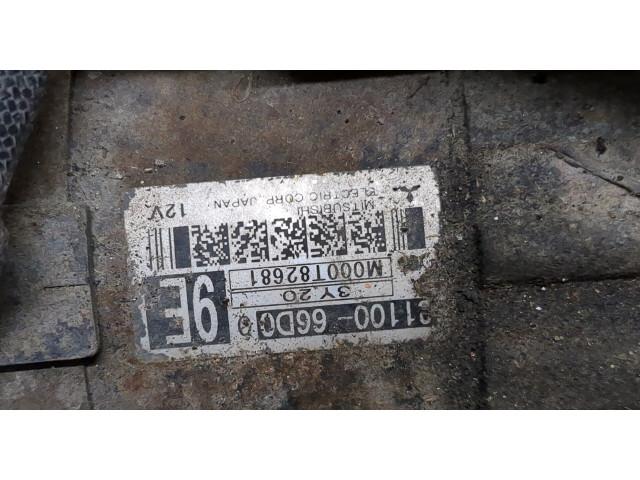 31100-66D0
3Y20
M000T82681
9E
MITSUBISHI
ELECTRIC CORP. JAPAN 12V